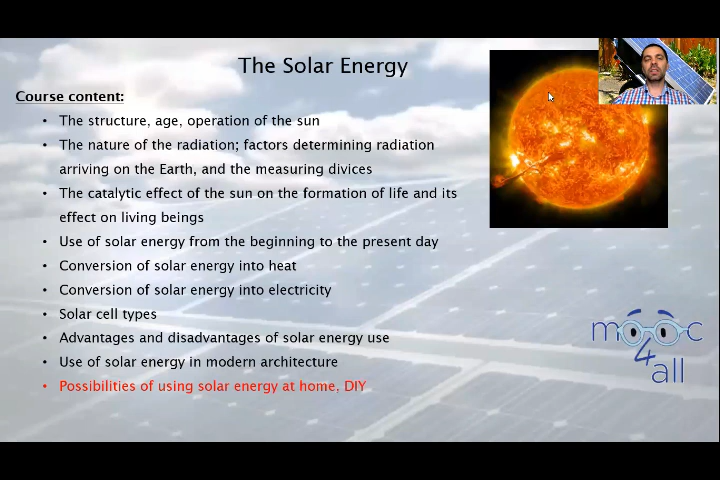 The Solar Energy
Course content:
• The structure, age, operation of the sun
• The nature of the radiation; factors determining radiation
arriving on the Earth, and the measuring divices
• The catalytic effect of the sun on the formation of life and its
effect on living beings
• Use of solar energy from the beginning to the present day
• Conversion of solar energy into heat
• Conversion of solar energy into electricity
• Solar cell types
• Advantages and disadvantages of solar energy use
• Use of solar energy in modern architecture
• Possibilities of using solar energy at home, DIY
mooc
4
all